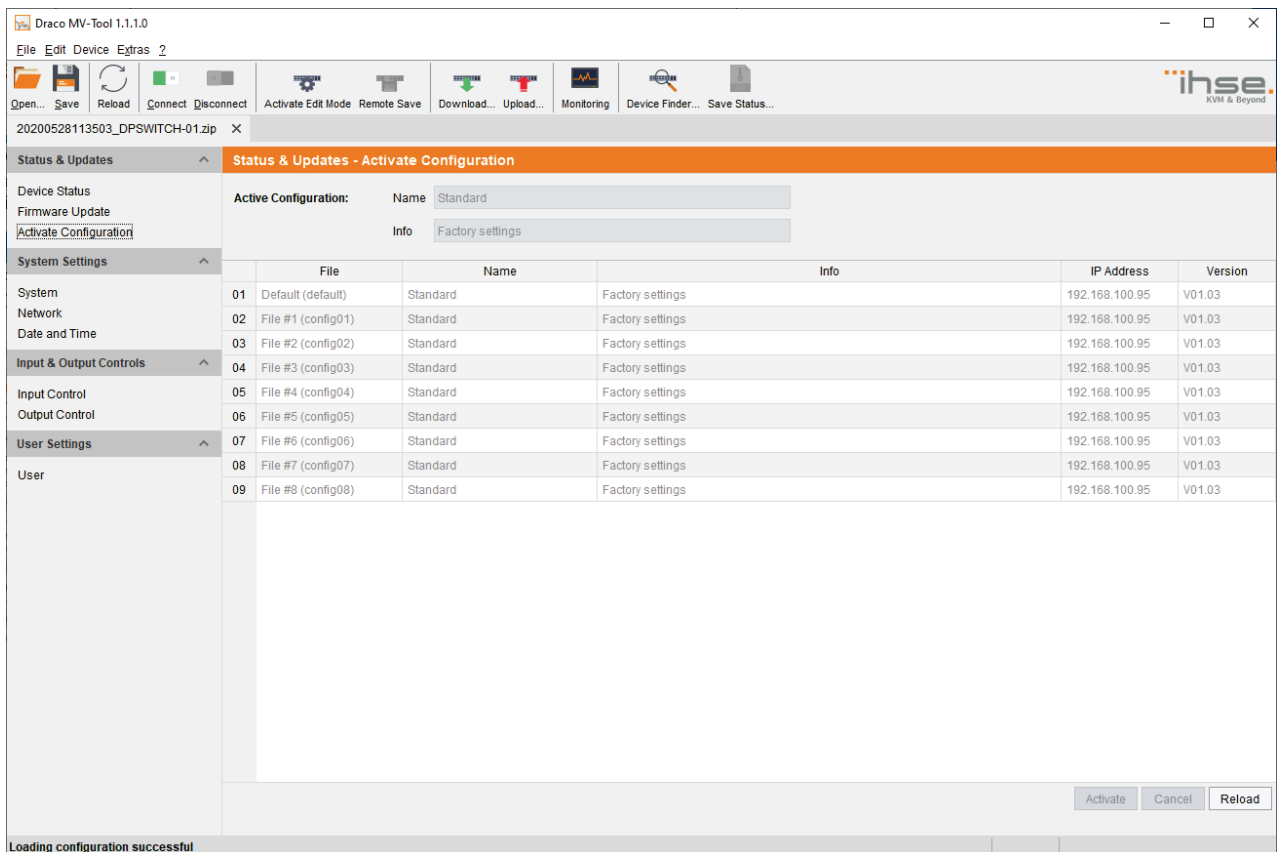 Draco MV-Tool 1.1.1.0
File Edit Device Extras ?
Open... Save Reload Connect Disconnect Activate Edit Mode Remote Save Download... Upload... Monitoring Device Finder... Save Status...
ihse.
KVM & Beyond
20200528113503_DPSWITCH-01.zip
Status & Updates
Device Status
Firmware Update
Activate Configuration
System Settings
System
Network
Date and Time
Input & Output Controls
Input Control
Output Control
User Settings
User
Status & Updates - Activate Configuration
Active Configuration: Name Standard
Info Factory settings
File Name Info IP Address Version
01 Default (default) Standard Factory settings 192.168.100.95 V01.03
02 File #1 (config01) Standard Factory settings 192.168.100.95 V01.03
03 File #2 (config02) Standard Factory settings 192.168.100.95 V01.03
04 File #3 (config03) Standard Factory settings 192.168.100.95 V01.03
05 File #4 (config04) Standard Factory settings 192.168.100.95 V01.03
06 File #5 (config05) Standard Factory settings 192.168.100.95 V01.03
07 File #6 (config06) Standard Factory settings 192.168.100.95 V01.03
08 File #7 (config07) Standard Factory settings 192.168.100.95 V01.03
09 File #8 (config08) Standard Factory settings 192.168.100.95 V01.03
Activate Cancel Reload
Loading configuration successful